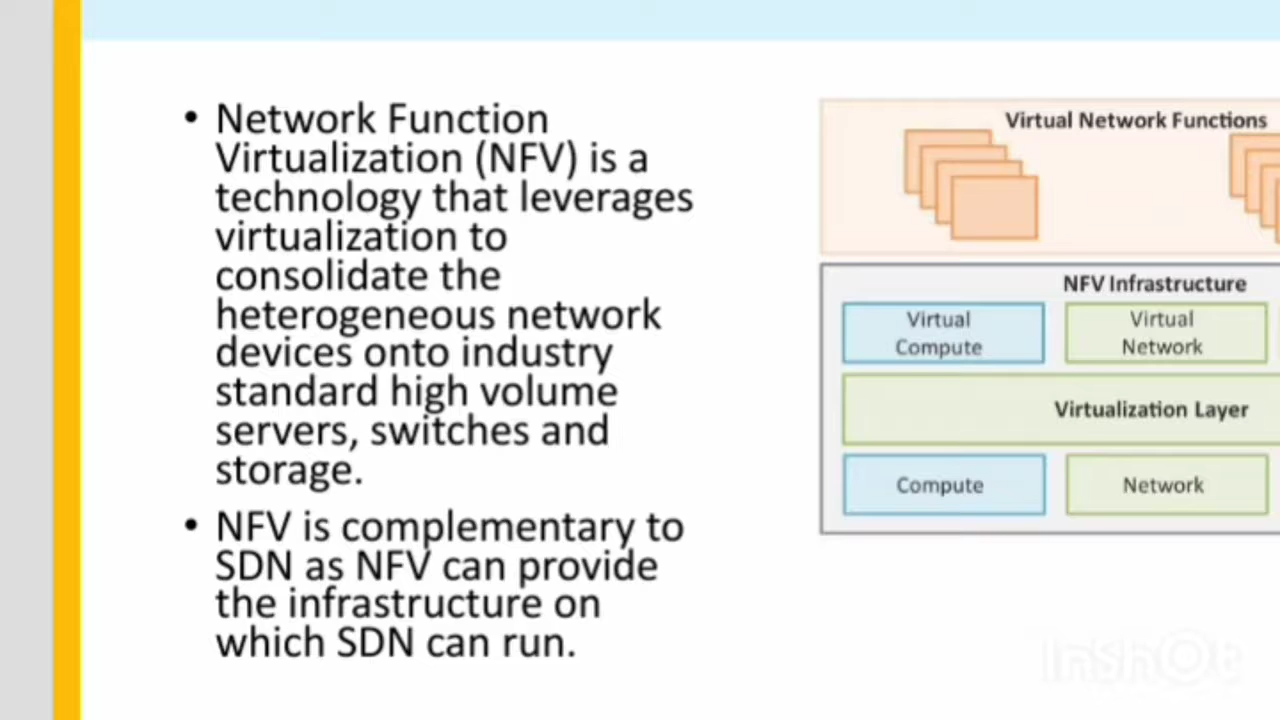 • Network Function
Virtualization (NFV) is a
technology that leverages
virtualization to
consolidate the
heterogeneous network
devices onto industry
standard high volume
servers, switches and
storage.
• NFV is complementary to
SDN as NFV can provide
the infrastructure on
which SDN can run.
Virtual Network Functions
NFV Infrastructure
Virtual
Compute
Virtual
Network
Virtualization Layer
Compute
Network
InShOt